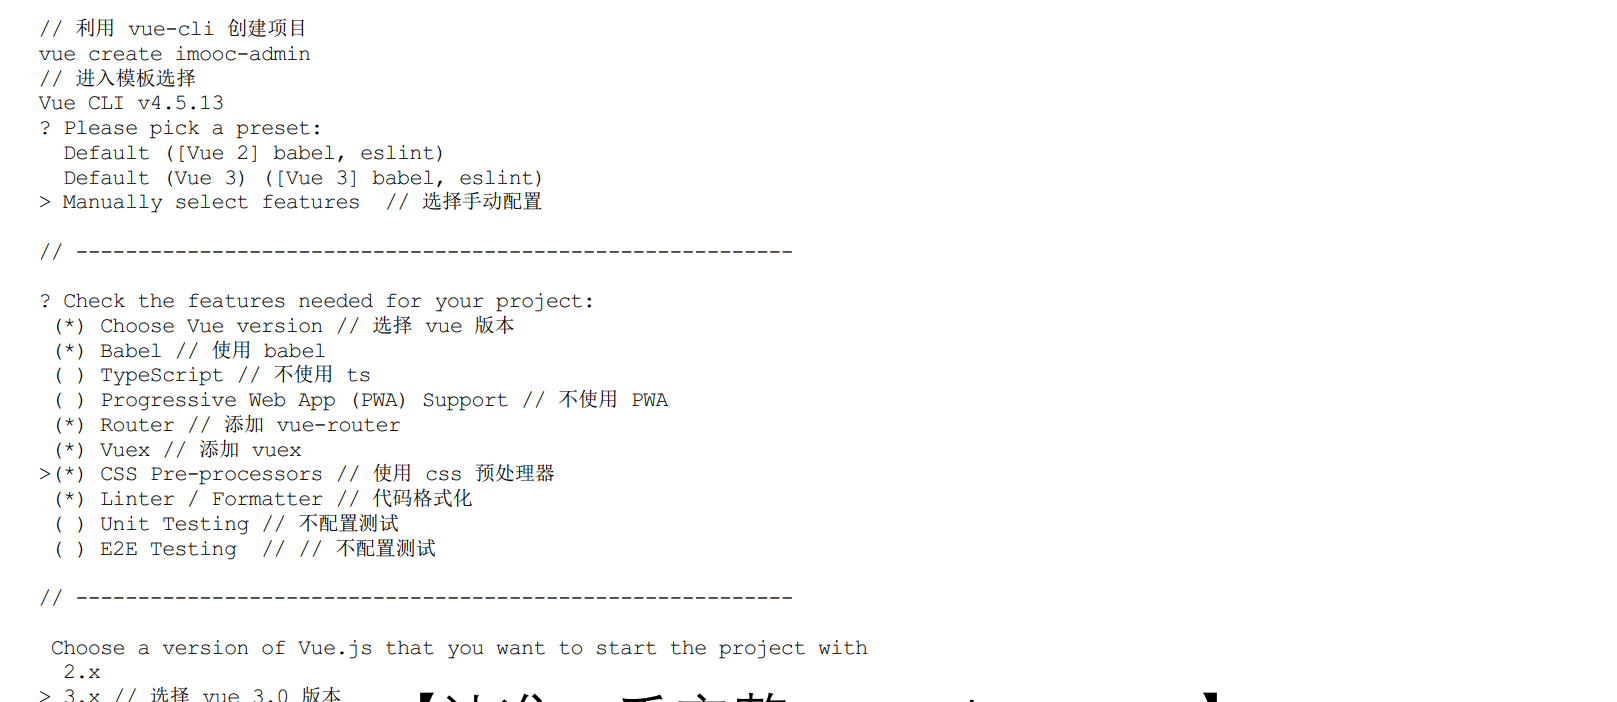 // 利用 vue-cli 创建项目
vue create imooc-admin
// 进入模板选择
Vue CLI v4.5.13
? Please pick a preset:
  Default ([Vue 2] babel, eslint)
  Default (Vue 3) ([Vue 3] babel, eslint)
> Manually select features  // 选择手动配置
// ----------------------------------------------------------
? Check the features needed for your project:
 (*) Choose Vue version // 选择 vue 版本
 (*) Babel // 使用 babel
 ( ) TypeScript // 不使用 ts
 ( ) Progressive Web App (PWA) Support // 不使用 PWA
 (*) Router // 添加 vue-router
 (*) Vuex // 添加 vuex
>(*) CSS Pre-processors // 使用 css 预处理器
 (*) Linter / Formatter // 代码格式化
 ( ) Unit Testing // 不配置测试
 ( ) E2E Testing  // // 不配置测试
// ----------------------------------------------------------
 Choose a version of Vue.js that you want to start the project with
  2.x
> 3.x // 选择 vue 3.0 版本